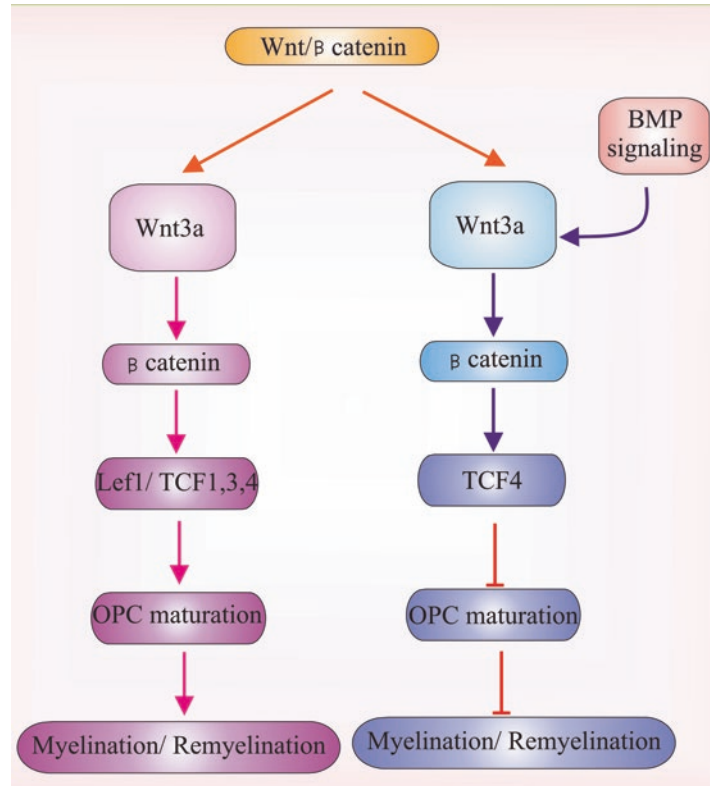 Wnt/β catenin
BMP
signaling
Wnt3a
Wnt3a
β catenin
β catenin
Lef1/ TCF1,3,4
TCF4
OPC maturation
OPC maturation
Myelination/ Remyelination
Myelination/ Remyelination